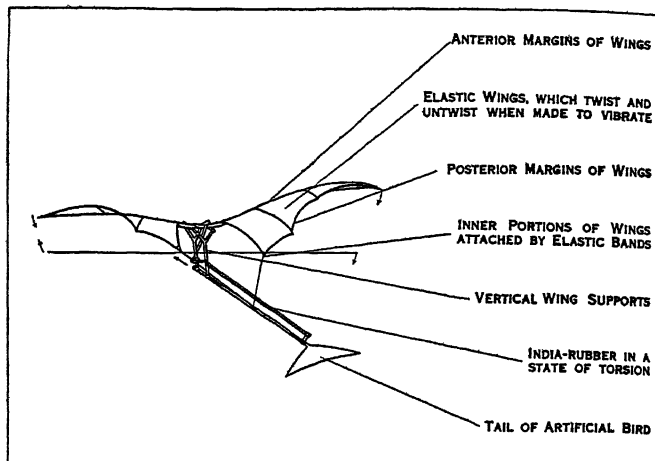 ANTERIOR MARGINS OF WINGS
ELASTIC WINGS, WHICH TWIST AND
UNTWIST WHEN MADE TO VIBRATE
POSTERIOR MARGINS OF WINGS
INNER PORTIONS OF WINGS
ATTACHED BY ELASTIC BANDS
VERTICAL WING SUPPORTS
INDIA-RUBBER IN A
STATE OF TORSION
TAIL OF ARTIFICIAL BIRD